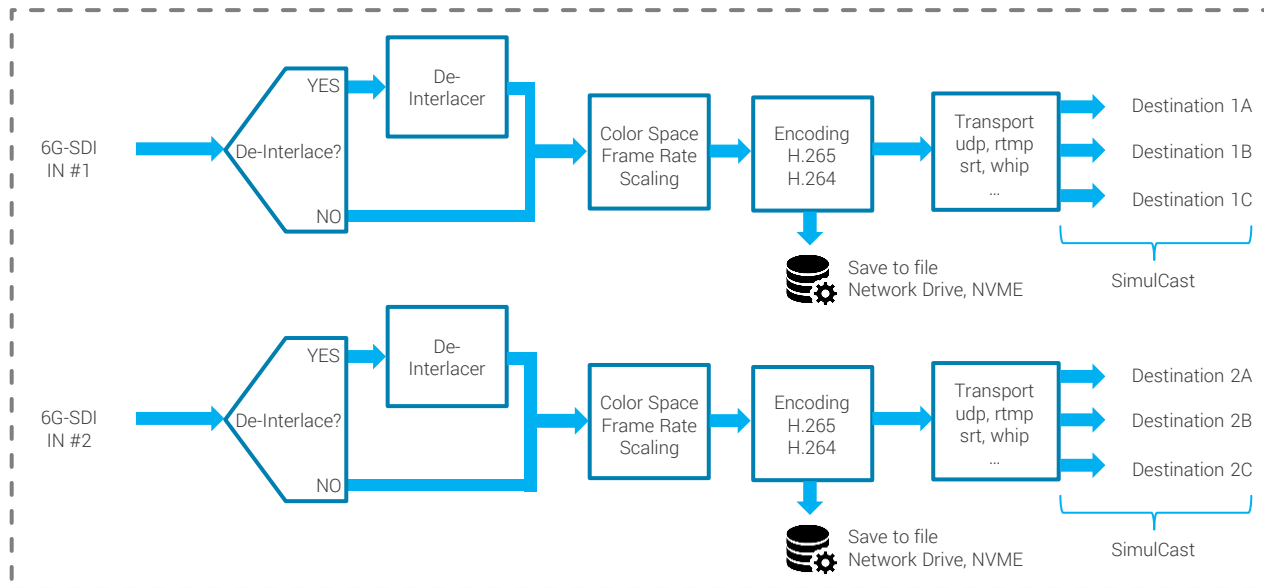 6G-SDI
IN #1
De-Interlace?
YES
NO
De-
Interlacer
Color Space
Frame Rate
Scaling
Encoding
H.265
H.264
Save to file
Network Drive, NVME
Transport
udp, rtmp
srt, whip
...
Destination 1A
Destination 1B
Destination 1C
SimulCast
6G-SDI
IN #2
De-Interlace?
YES
NO
De-
Interlacer
Color Space
Frame Rate
Scaling
Encoding
H.265
H.264
Save to file
Network Drive, NVME
Transport
udp, rtmp
srt, whip
...
Destination 2A
Destination 2B
Destination 2C
SimulCast